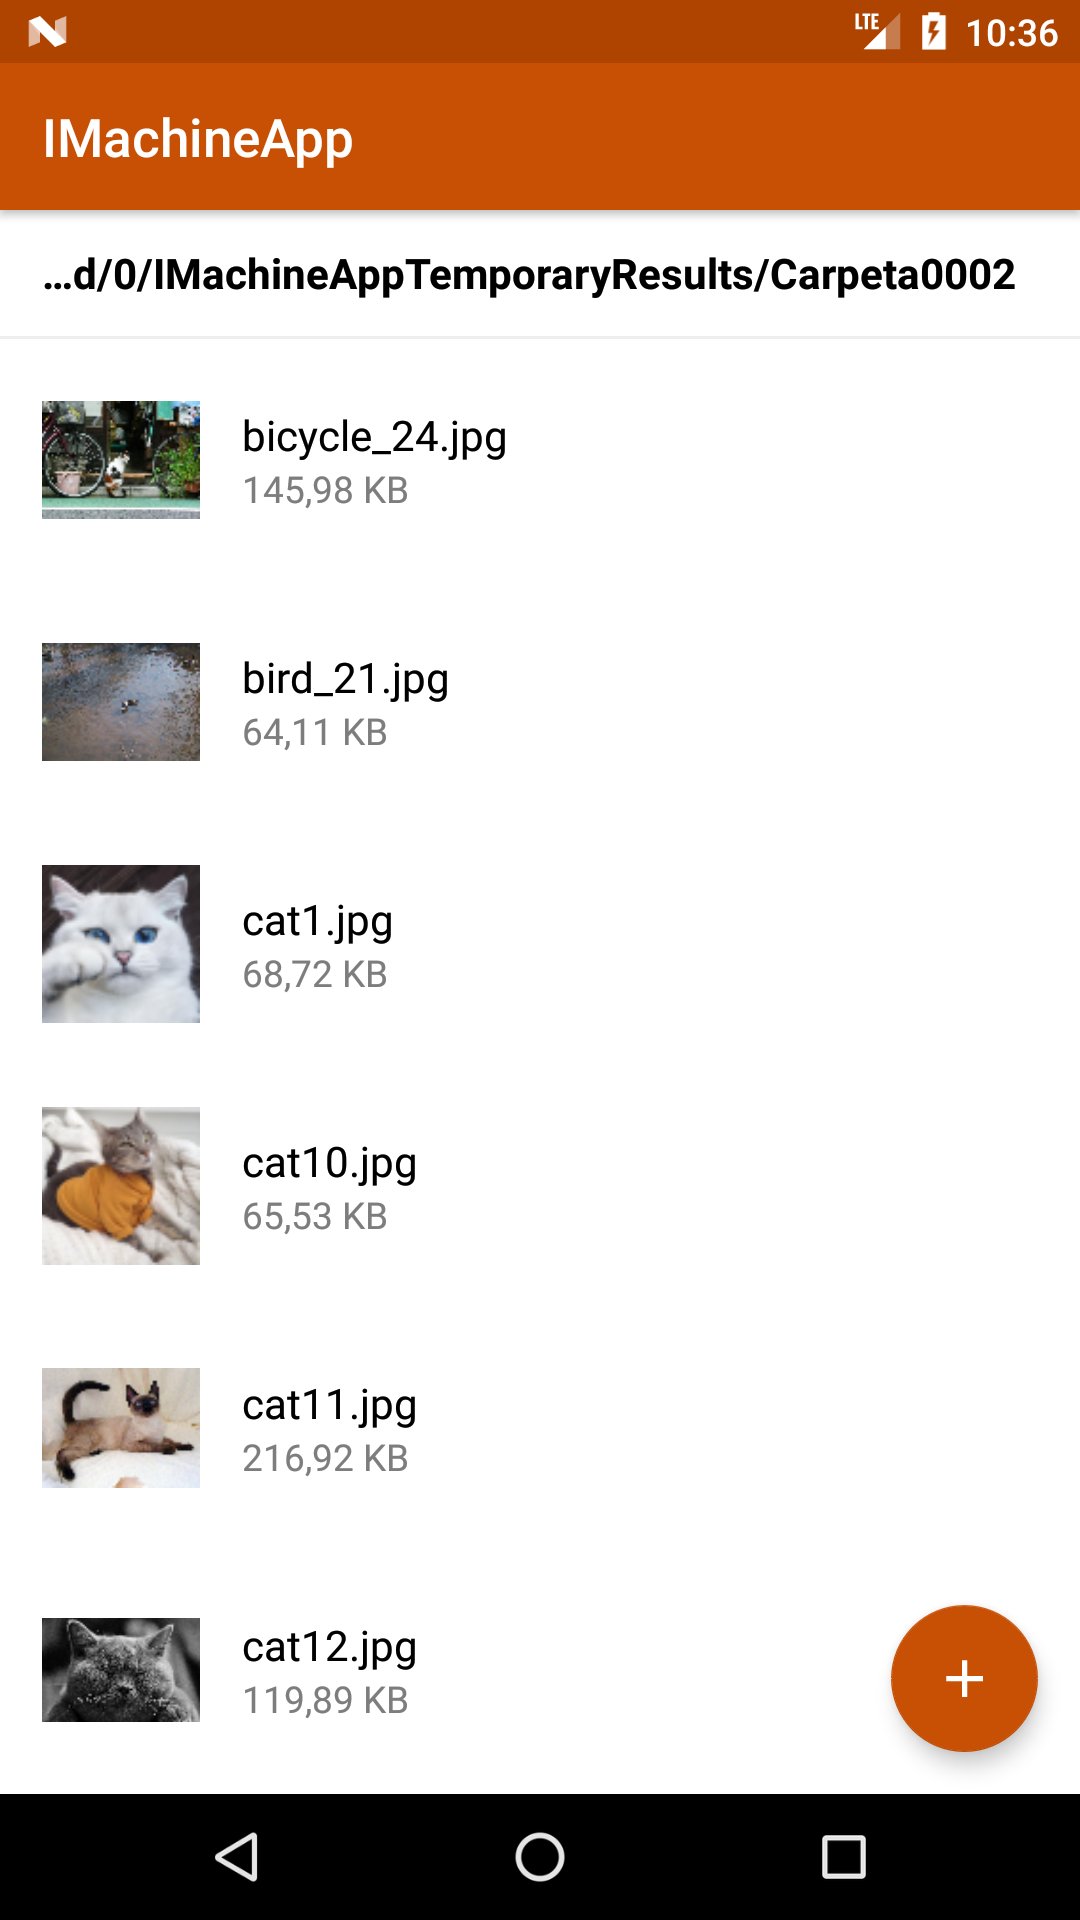 LTE 10:36
IMachineApp
...d/0/IMachineAppTemporaryResults/Carpeta0002
bicycle_24.jpg
145,98 KB
bird_21.jpg
64,11 KB
cat1.jpg
68,72 KB
cat10.jpg
65,53 KB
cat11.jpg
216,92 KB
cat12.jpg
119,89 KB